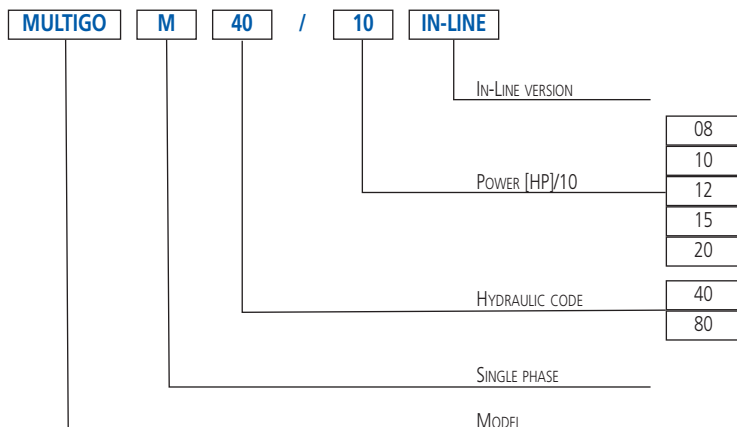 MULTIGO M 40 / 10 IN-LINE
In-Line version
08
10
Power [HP]/10
12
15
20
Hydraulic code
40
80
Single phase
Model